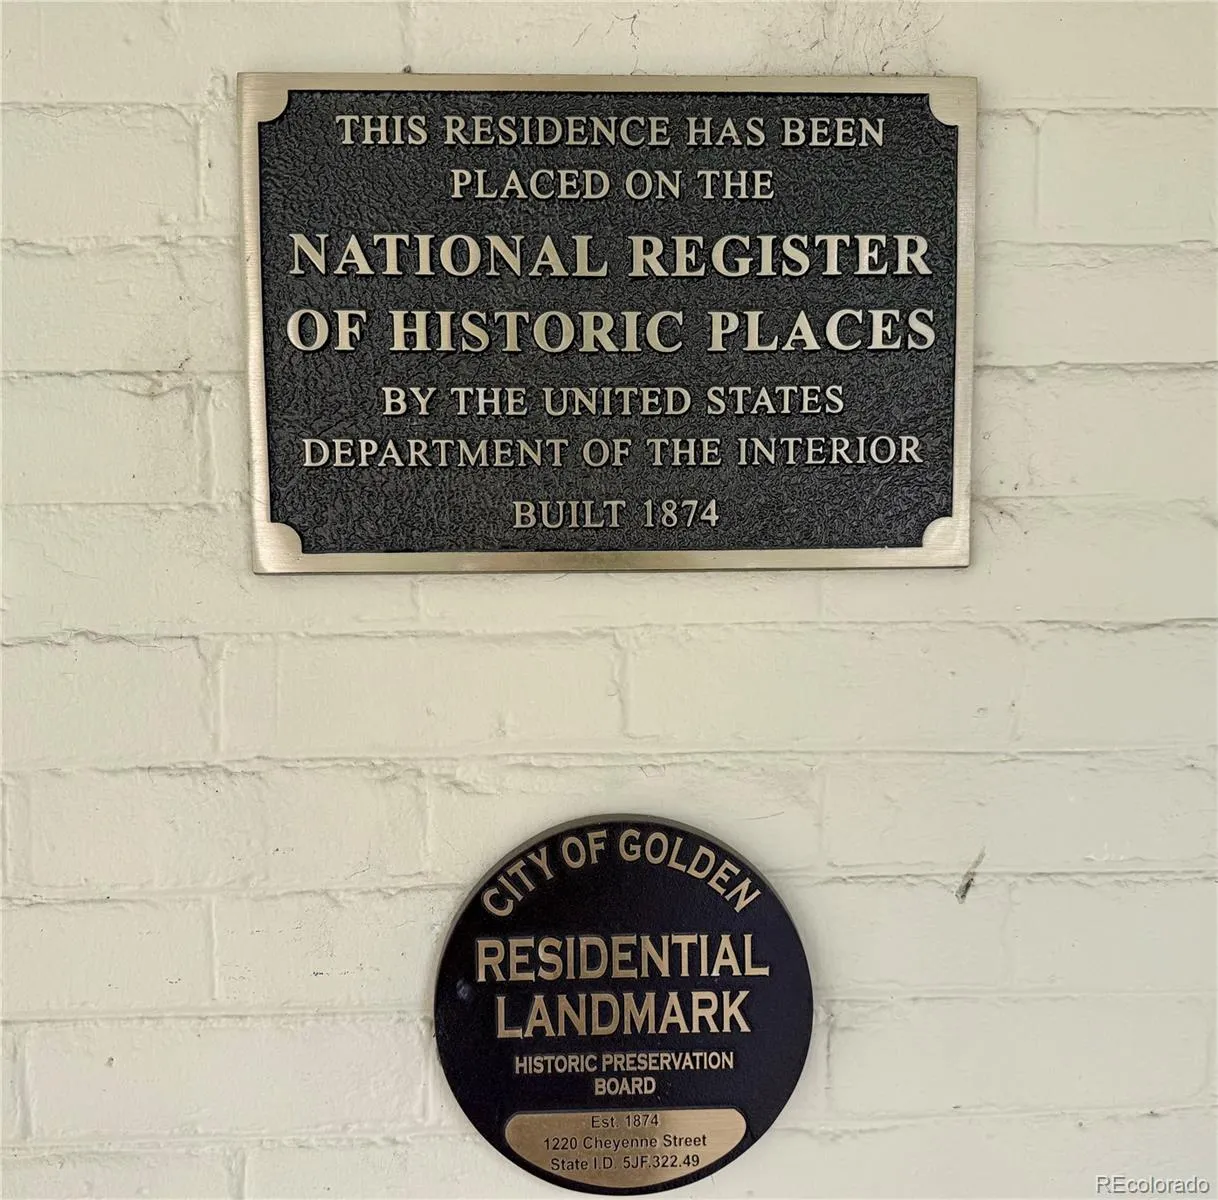 THIS RESIDENCE HAS BEEN
PLACED ON THE
NATIONAL REGISTER
OF HISTORIC PLACES
BY THE UNITED STATES
DEPARTMENT OF THE INTERIOR
BUILT 1874
CITY OF GOLDEN
RESIDENTIAL
LANDMARK
HISTORIC PRESERVATION
BOARD
Est. 1874
1220 Cheyenne Street
State I.D. 5JF.322.49
REcolorado